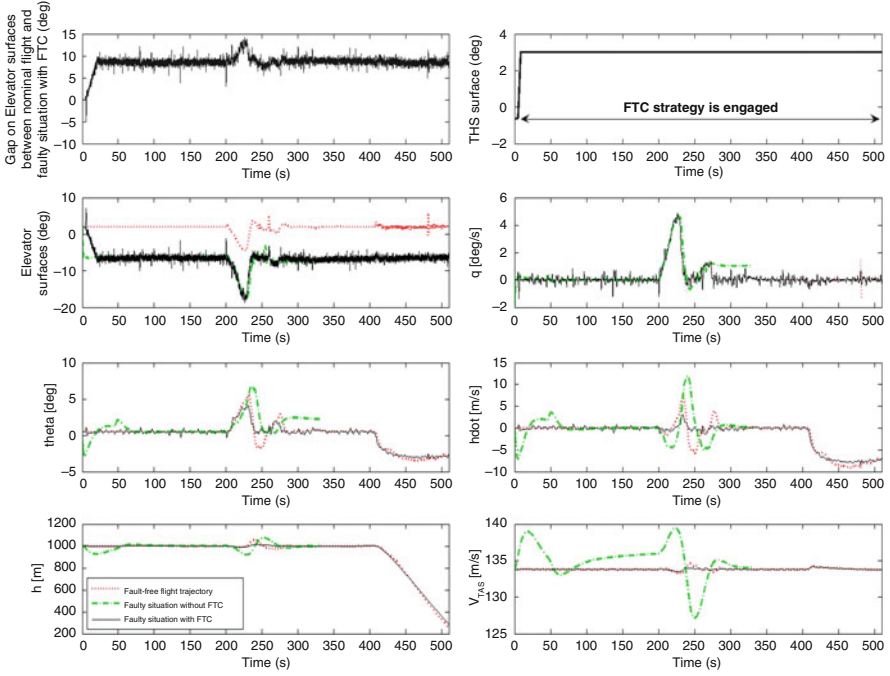 Gap on Elevator surfaces
between nominal flight and
faulty situation with FTC (deg)
15
10
5
0
−5
−10
0 50 100 150 200 250 300 350 400 450 500
Time (s)
THS surface (deg)
4
2
0
−2
FTC strategy is engaged
0 50 100 150 200 250 300 350 400 450 500
Time (s)
Elevator
surfaces (deg)
10
0
−10
−20
0 50 100 150 200 250 300 350 400 450 500
Time (s)
q [deg/s]
6
4
2
0
−2
0 50 100 150 200 250 300 350 400 450 500
Time (s)
theta [deg]
10
5
0
−5
0 50 100 150 200 250 300 350 400 450 500
Time (s)
hdot [m/s]
15
10
5
0
−5
−10
0 50 100 150 200 250 300 350 400 450 500
Time (s)
h [m]
1200
1000
800
600
400
200
Fault-free flight trajectory
Faulty situation without FTC
Faulty situation with FTC
0 50 100 150 200 250 300 350 400 450 500
Time (s)
VTAS [m/s]
140
135
130
125
0 50 100 150 200 250 300 350 400 450 500
Time (s)